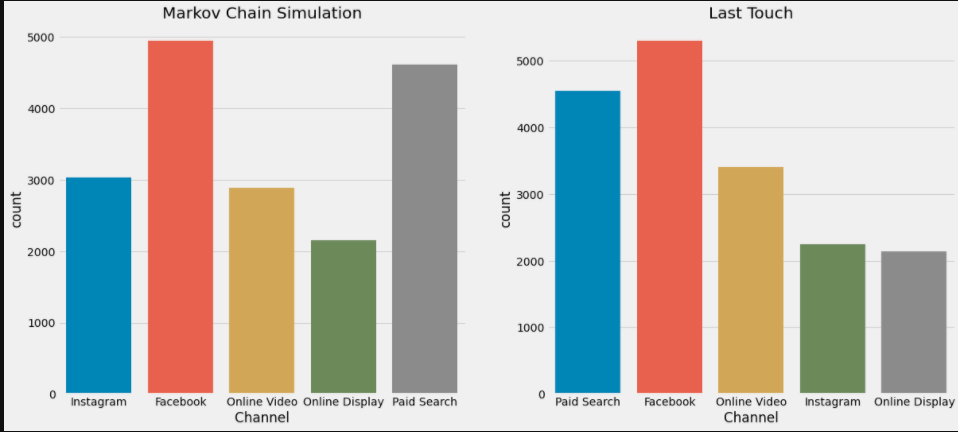 Markov Chain Simulation
5000
4000
3000
2000
1000
0
count
Instagram Facebook Online Video Online Display Paid Search
Channel
Last Touch
5000
4000
3000
2000
1000
0
count
Paid Search Facebook Online Video Instagram Online Display
Channel